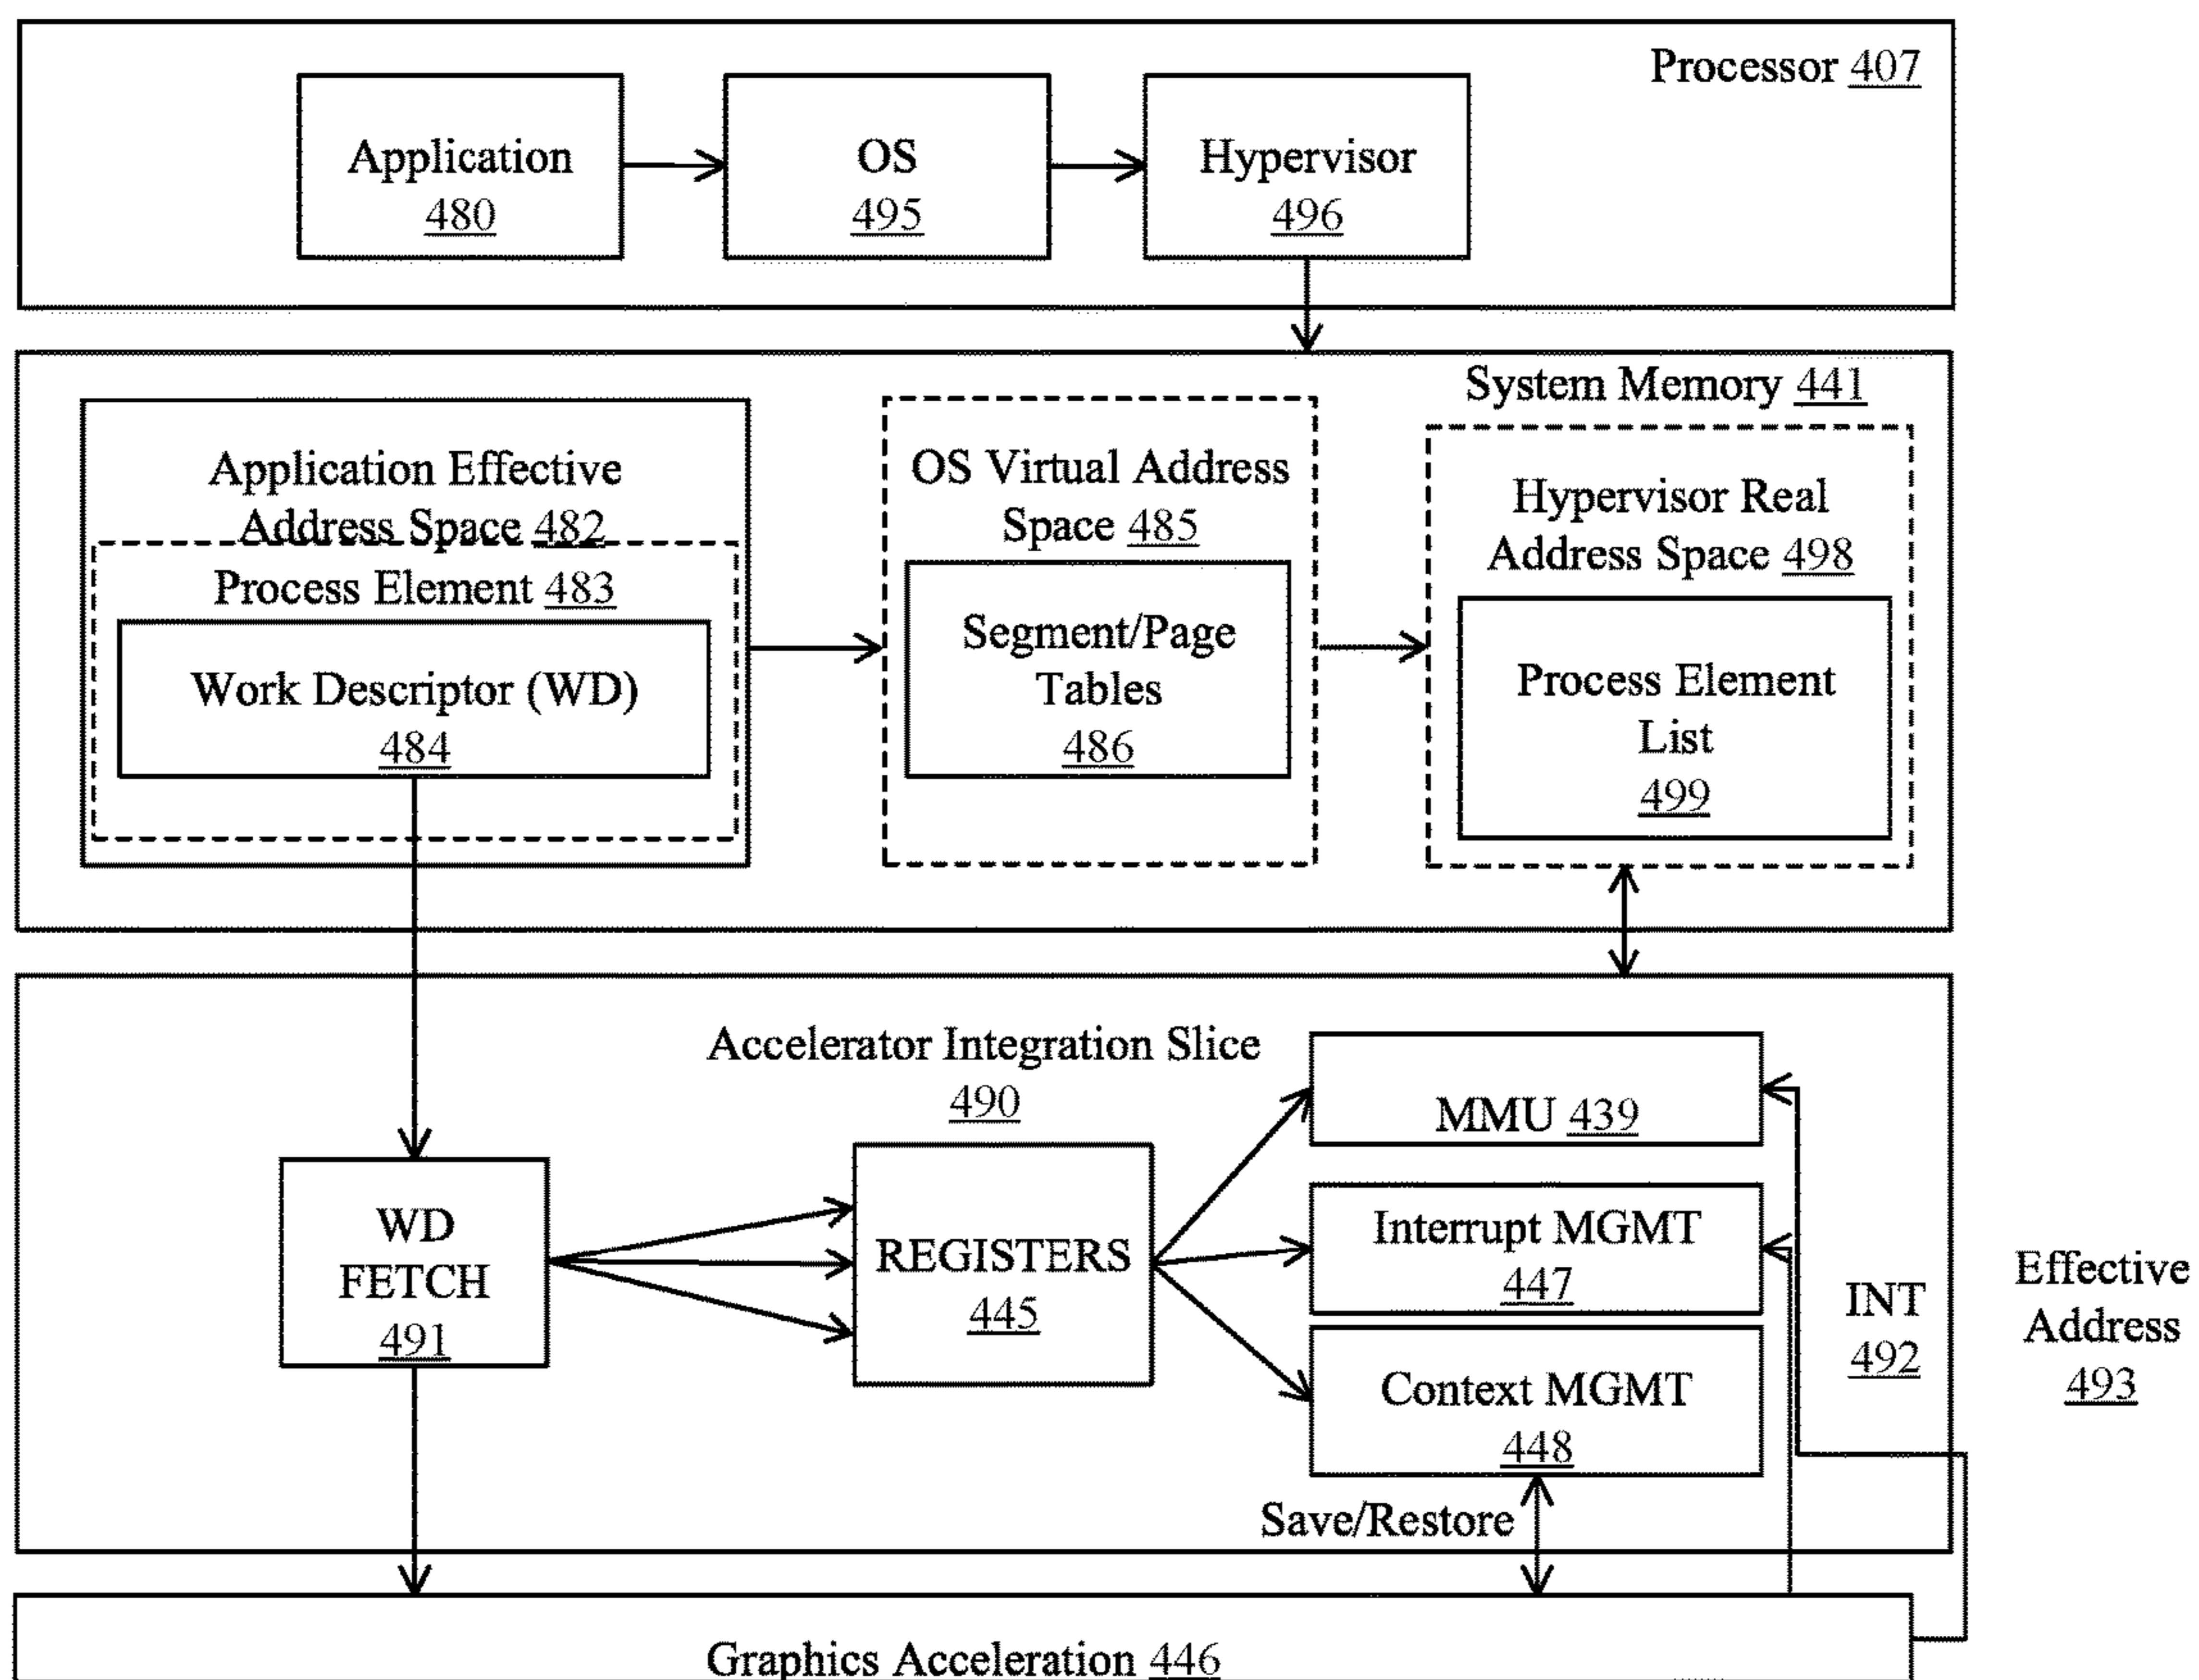 Processor 407
Application
480
OS
495
Hypervisor
496
System Memory 441
Application Effective
Address Space 482
Process Element 483
Work Descriptor (WD)
484
OS Virtual Address
Space 485
Segment/Page
Tables
486
Hypervisor Real
Address Space 498
Process Element
List
499
Accelerator Integration Slice
490
WD
FETCH
491
REGISTERS
445
MMU 439
Interrupt MGMT
447
Context MGMT
448
INT
492
Effective
Address
493
Save/Restore
Graphics Acceleration 446